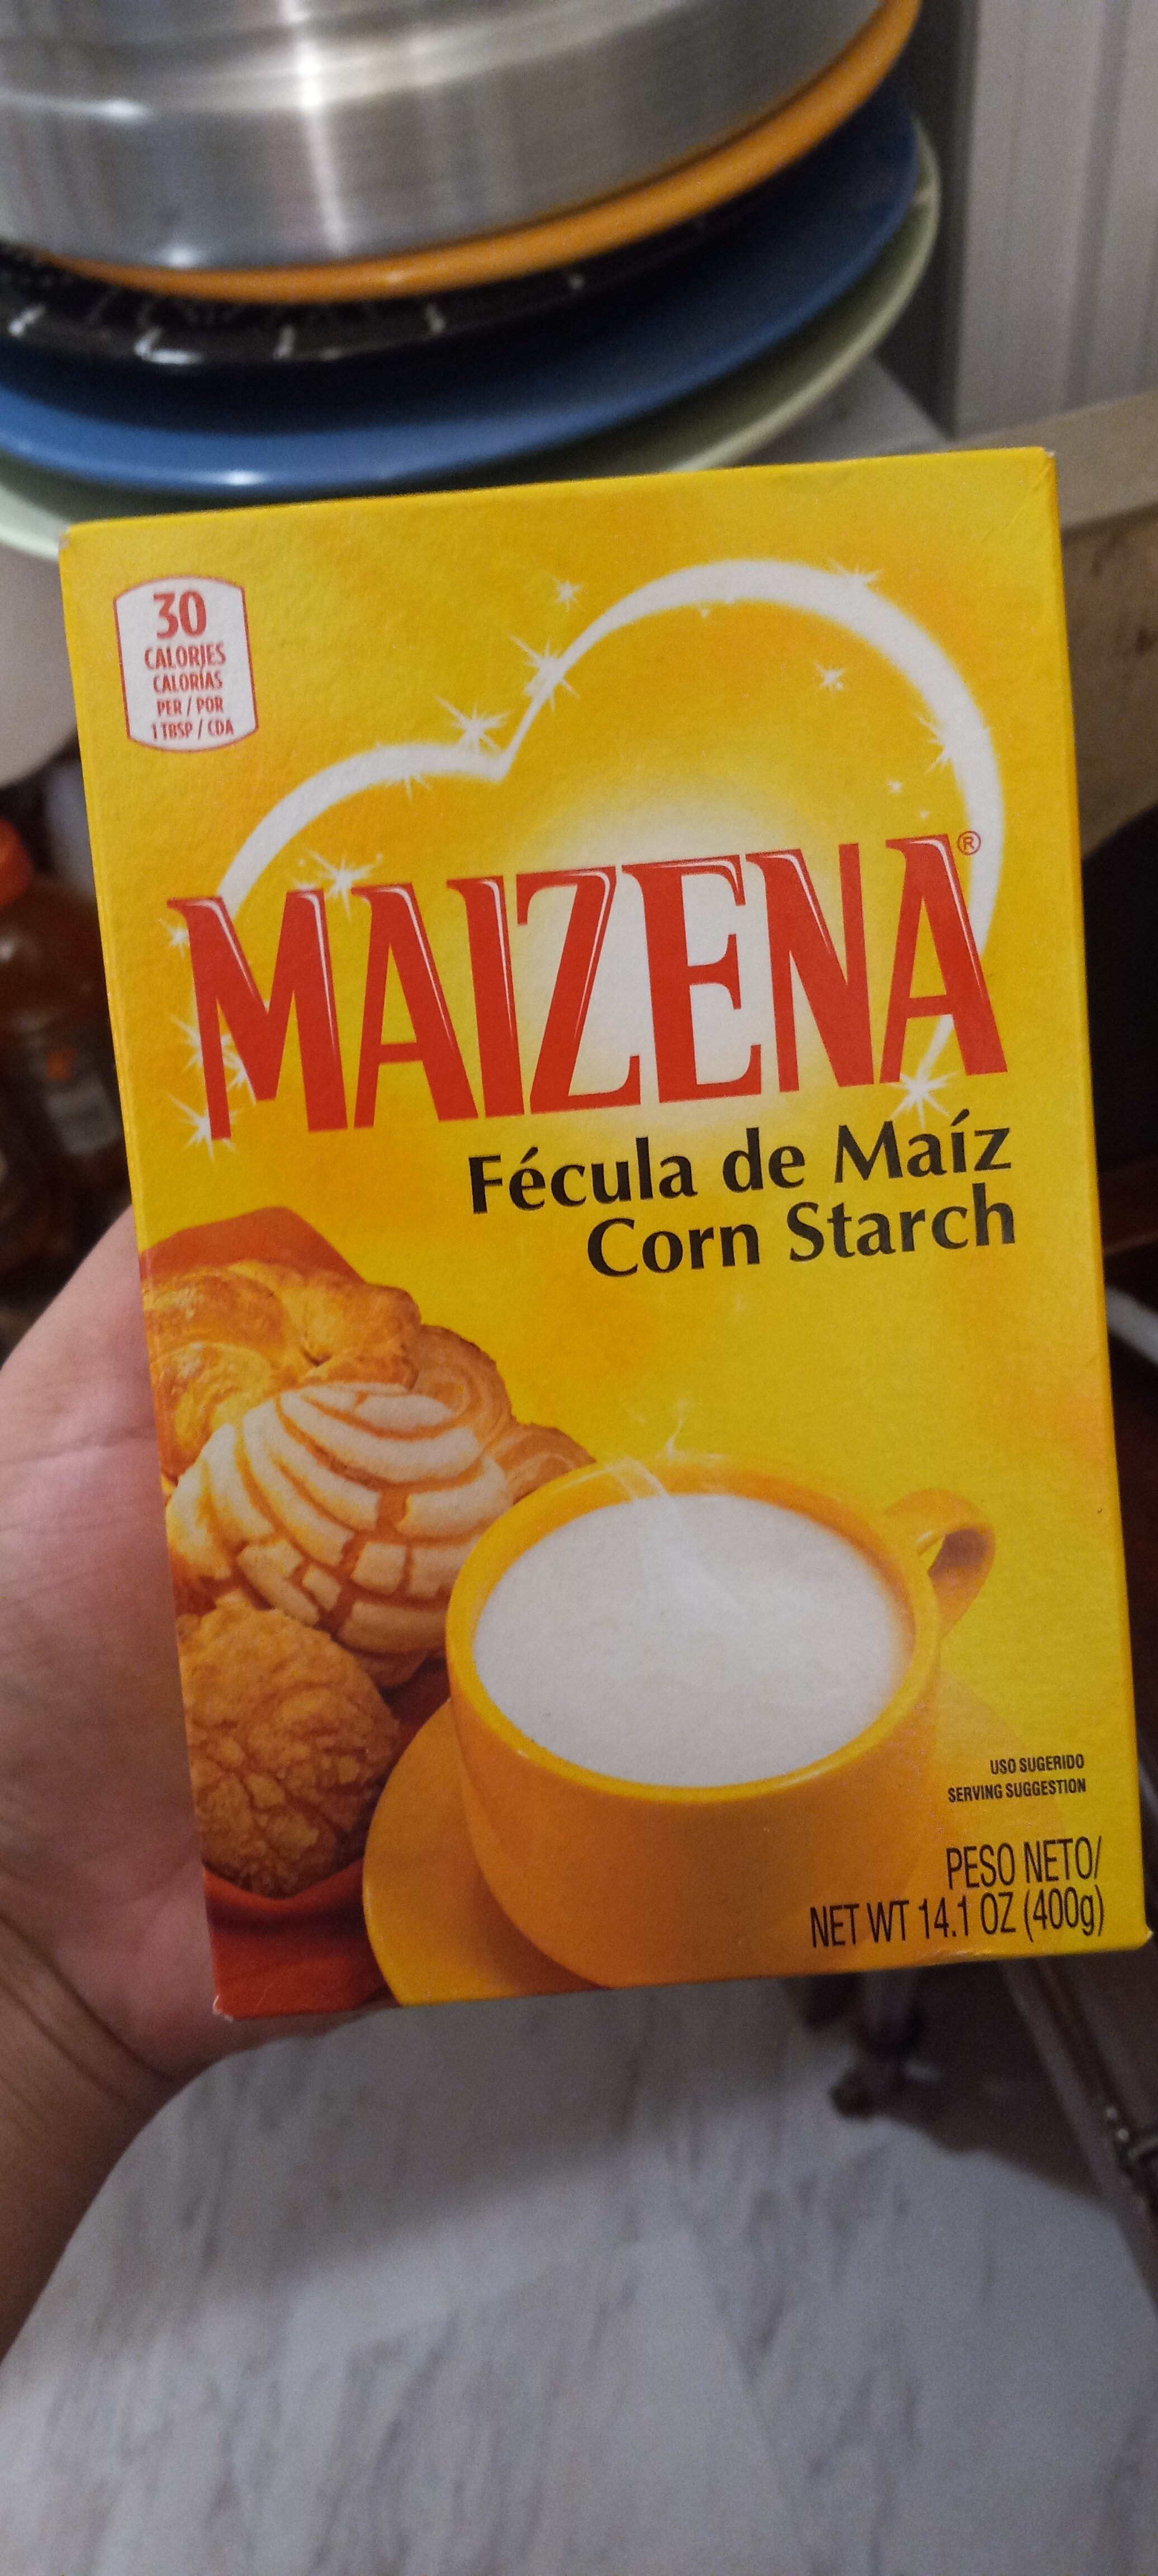 30
CALORIES
CALORÍAS
PER / POR
1 TBSP / CDA
MAIZENA®
Fécula de Maíz
Corn Starch
USO SUGERIDO
SERVING SUGGESTION
PESO NETO/
NET WT 14.1 OZ (400g)